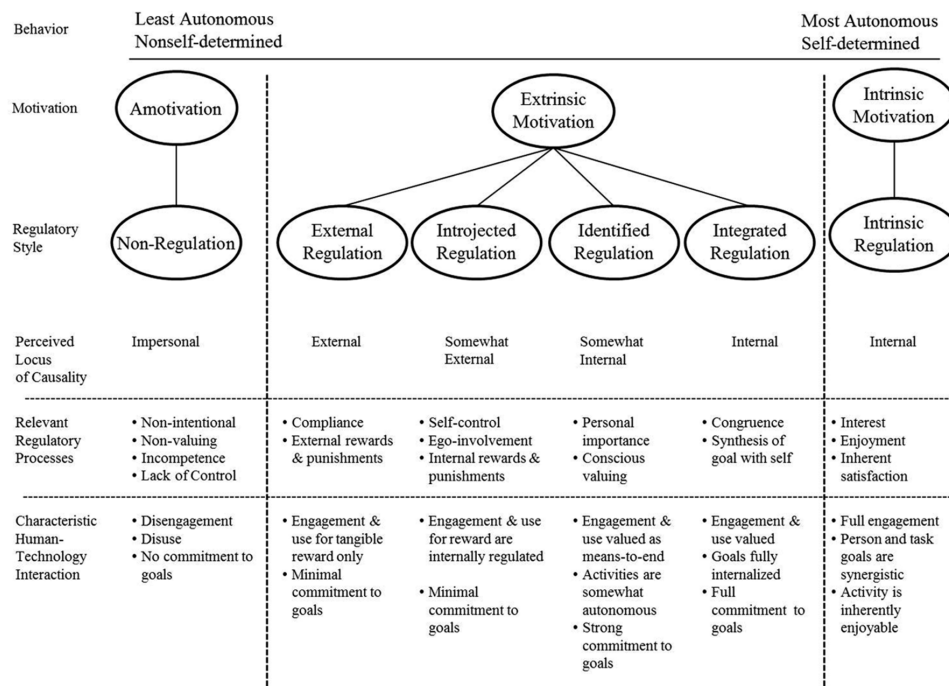 Behavior
Least Autonomous
Nonself-determined
Most Autonomous
Self-determined
Motivation
Amotivation
Extrinsic
Motivation
Intrinsic
Motivation
Regulatory
Style
Non-Regulation
External
Regulation
Introjected
Regulation
Identified
Regulation
Integrated
Regulation
Intrinsic
Regulation
Perceived
Locus
of Causality
Impersonal
External
Somewhat
External
Somewhat
Internal
Internal
Internal
Relevant
Regulatory
Processes
• Non-intentional
• Non-valuing
• Incompetence
• Lack of Control
• Compliance
• External rewards
& punishments
• Self-control
• Ego-involvement
• Internal rewards &
punishments
• Personal
importance
• Conscious
valuing
• Congruence
• Synthesis of
goal with self
• Interest
• Enjoyment
• Inherent
satisfaction
Characteristic
Human-
Technology
Interaction
• Disengagement
• Disuse
• No commitment to
goals
• Engagement &
use for tangible
reward only
• Minimal
commitment to
goals
• Engagement & use
for reward are
internally regulated
• Minimal
commitment to
goals
• Engagement &
use valued as
means-to-end
• Activities are
somewhat
autonomous
• Strong
commitment to
goals
• Engagement &
use valued
• Goals fully
internalized
• Full
commitment to
goals
• Full engagement
• Person and task
goals are
synergistic
• Activity is
inherently
enjoyable